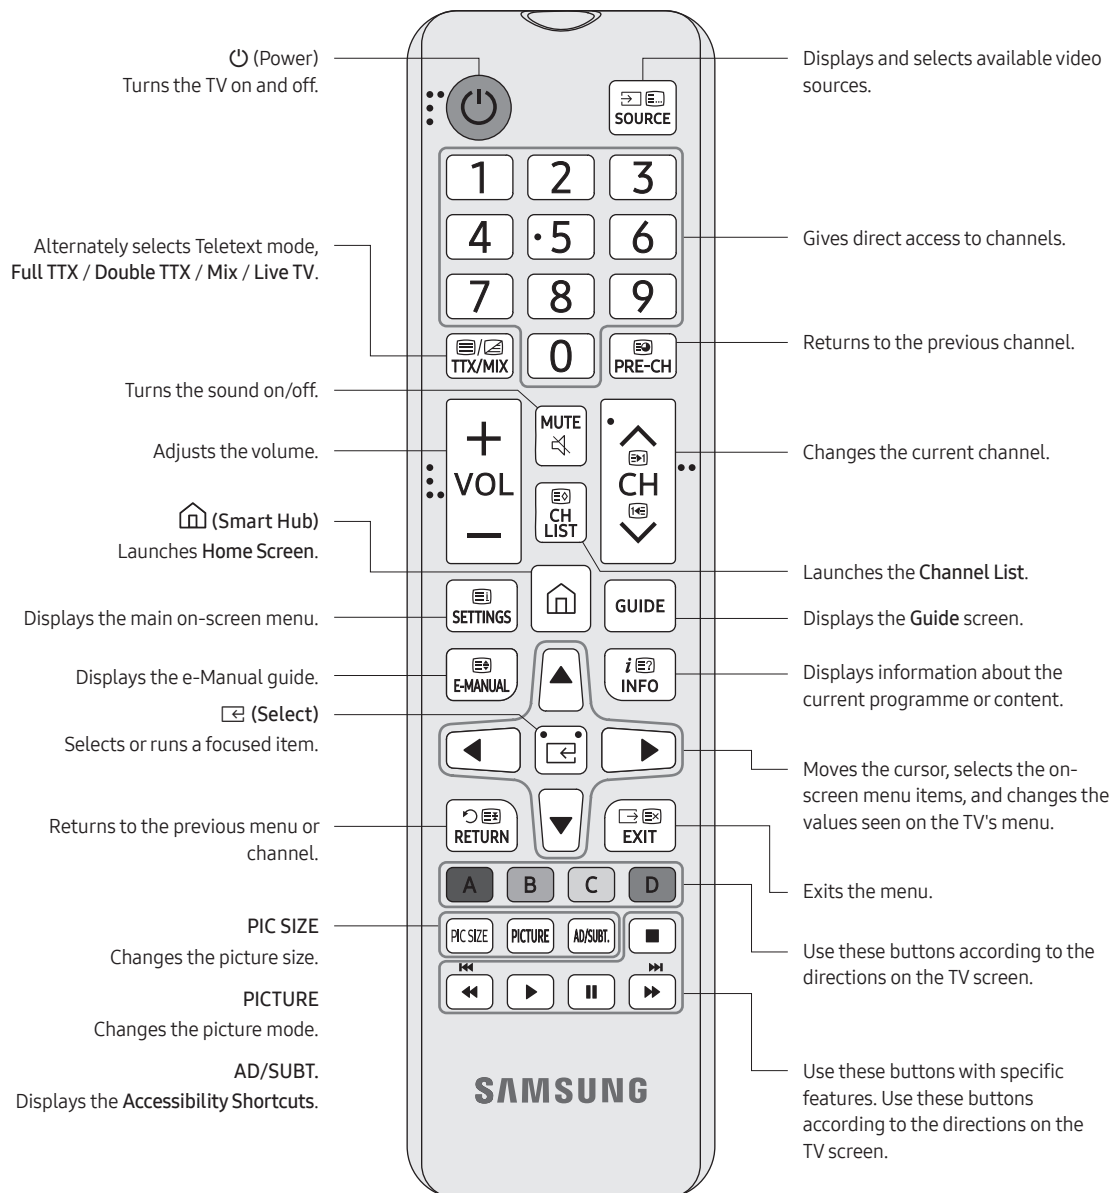 (Power)
Turns the TV on and off.
Alternately selects Teletext mode,
Full TTX / Double TTX / Mix / Live TV.
Turns the sound on/off.
Adjusts the volume.
(Smart Hub)
Launches Home Screen.
Displays the main on-screen menu.
Displays the e-Manual guide.
(Select)
Selects or runs a focused item.
Returns to the previous menu or
channel.
PIC SIZE
Changes the picture size.
PICTURE
Changes the picture mode.
AD/SUBT.
Displays the Accessibility Shortcuts.
SOURCE
1 2 3
4 5 6
7 8 9
TTX/MIX 0 PRE-CH
MUTE
+
VOL
−
CH
CH
LIST
SETTINGS GUIDE
E-MANUAL i INFO
RETURN EXIT
A B C D
PIC SIZE PICTURE AD/SUBT.
SAMSUNG
Displays and selects available video
sources.
Gives direct access to channels.
Returns to the previous channel.
Changes the current channel.
Launches the Channel List.
Displays the Guide screen.
Displays information about the
current programme or content.
Moves the cursor, selects the on-
screen menu items, and changes the
values seen on the TV's menu.
Exits the menu.
Use these buttons according to the
directions on the TV screen.
Use these buttons with specific
features. Use these buttons
according to the directions on the
TV screen.